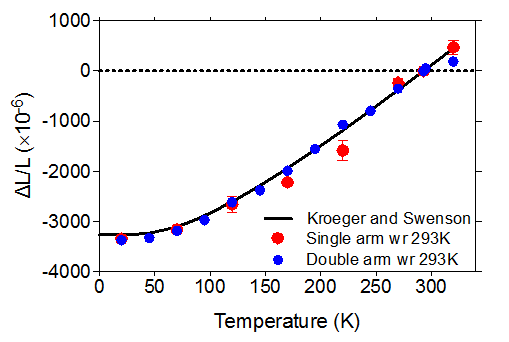 1000
0
-1000
-2000
-3000
-4000
ΔL/L (×10-6)
Kroeger and Swenson
Single arm wr 293K
Double arm wr 293K
0 50 100 150 200 250 300
Temperature (K)